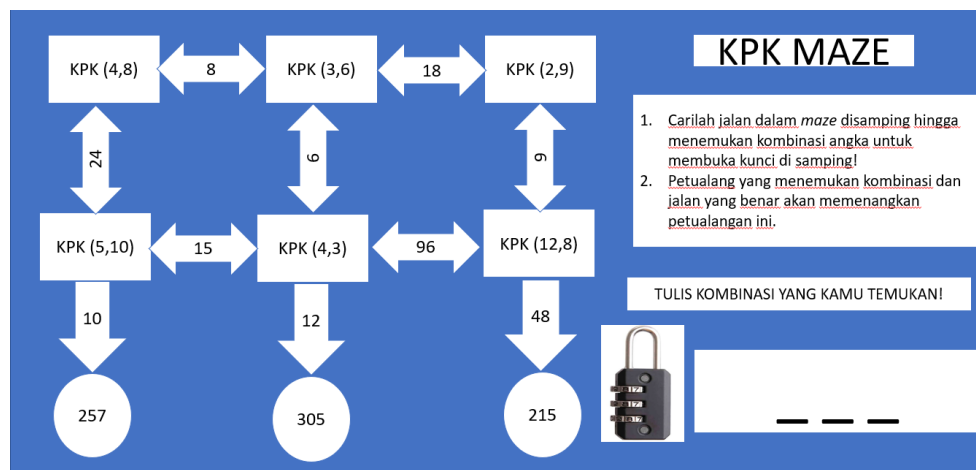 KPK MAZE
KPK (4,8)
8
KPK (3,6)
18
KPK (2,9)
24
6
9
KPK (5,10)
15
KPK (4,3)
96
KPK (12,8)
10
12
48
257
305
215
1. Carilah jalan dalam maze disamping hingga
menemukan kombinasi angka untuk
membuka kunci di samping!
2. Petualang yang menemukan kombinasi dan
jalan yang benar akan memenangkan
petualangan ini.
TULIS KOMBINASI YANG KAMU TEMUKAN!